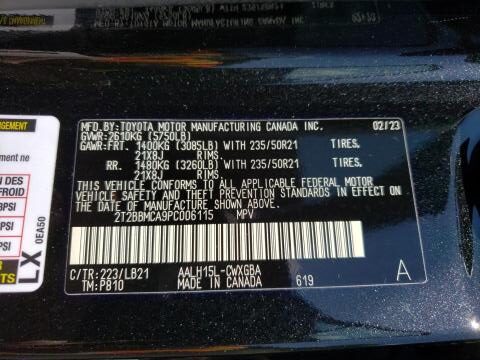 MFD.BY: TOYOTA MOTOR MANUFACTURING CANADA INC. 02/23
GVWR: 2610KG (5750LB)
GAWR: FRT. 1400KG (3085LB) WITH 235/50R21 TIRES.
21X8J RIMS.
RR. 1480KG (3260LB) WITH 235/50R21 TIRES.
21X8J RIMS.
THIS VEHICLE CONFORMS TO ALL APPLICABLE FEDERAL MOTOR
VEHICLE SAFETY AND BUMPER STANDARDS IN EFFECT ON THE
DATE OF MANUFACTURE SHOWN ABOVE.
2T2BBMCA9PC006115 MPV
C/TR: 223/LB21 AALH15L-CWXGBA A
TM: P810 MADE IN CANADA 619
LX 0EA50